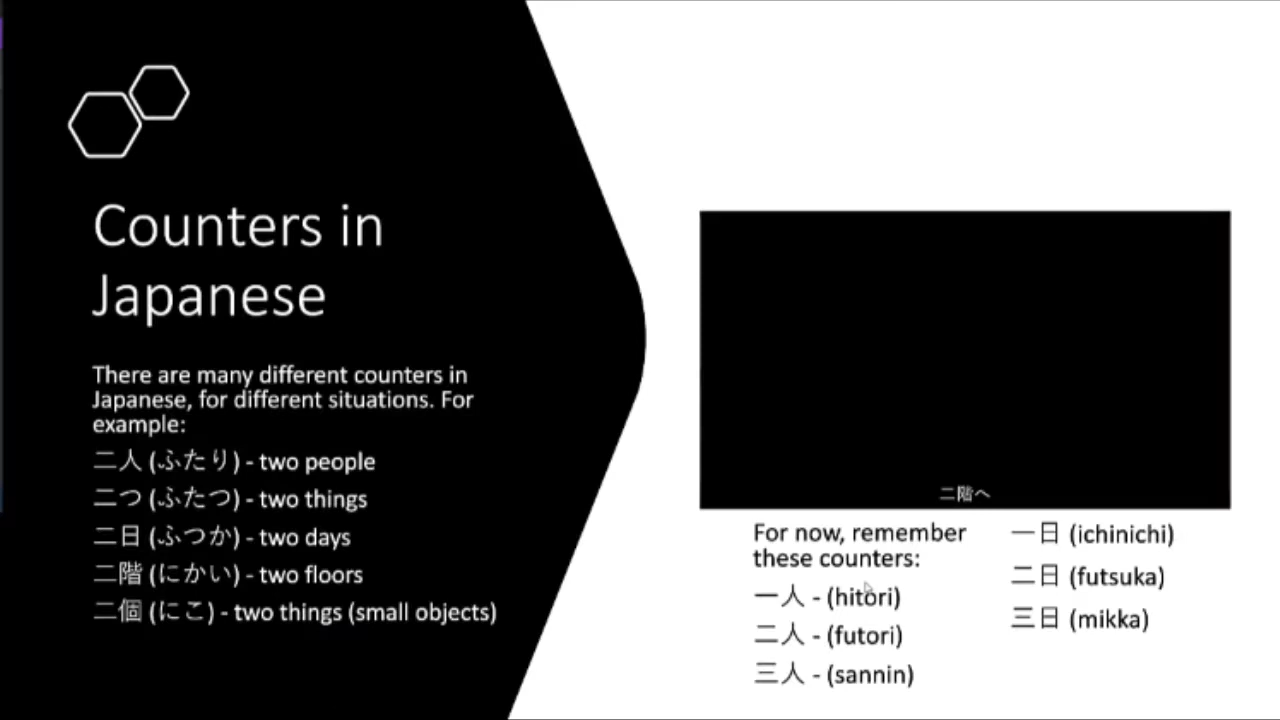 Counters in
Japanese
There are many different counters in
Japanese, for different situations. For
example:
二人 (ふたり) - two people
二つ (ふたつ) - two things
二日 (ふつか) - two days
二階 (にかい) - two floors
二個 (にこ) - two things (small objects)
二階へ
For now, remember
these counters:
一人 - (hitori)
二人 - (futori)
三人 - (sannin)
一日 (ichinichi)
二日 (futsuka)
三日 (mikka)